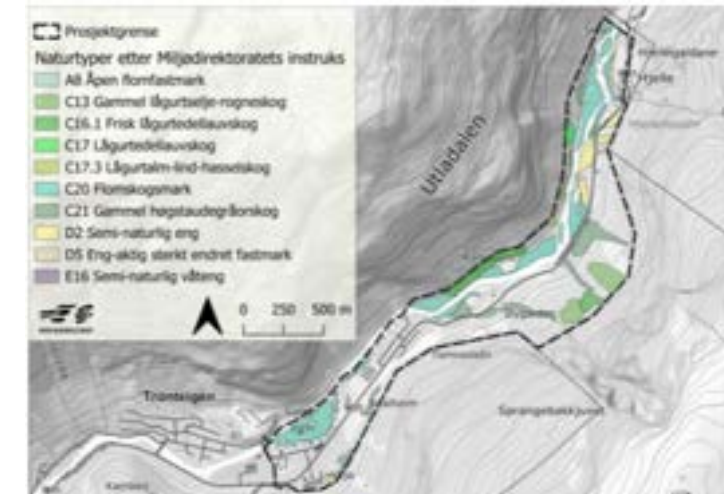 Prosjektgrense
Naturtyper etter Miljødirektoratets instruks
A8 Åpen flomfastmark
C13 Gammel lågurtselje-rogneskog
C16.1 Frisk lågurtedellauvskog
C17 Lågurtedellauvskog
C17.3 Lågurtalm-lind-hasselskog
C20 Flomskogsmark
C21 Gammel høgstaudegråorskog
D2 Semi-naturlig eng
D5 Eng-aktig sterkt endret fastmark
E16 Semi-naturlig våteng
0 250 500 m
Utladalen
Hjelle